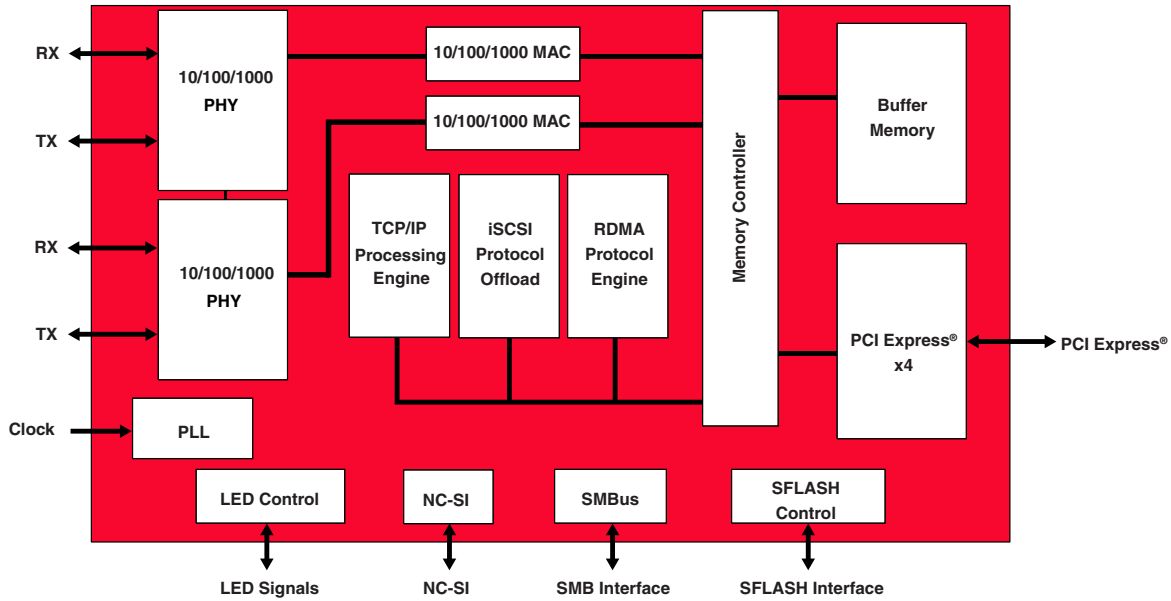 RX
TX
10/100/1000
PHY
RX
TX
10/100/1000
PHY
10/100/1000 MAC
10/100/1000 MAC
TCP/IP
Processing
Engine
iSCSI
Protocol
Offload
RDMA
Protocol
Engine
Memory Controller
Buffer
Memory
PCI Express®
x4
PCI Express®
Clock
PLL
LED Control
NC-SI
SMBus
SFLASH
Control
LED Signals
NC-SI
SMB Interface
SFLASH Interface